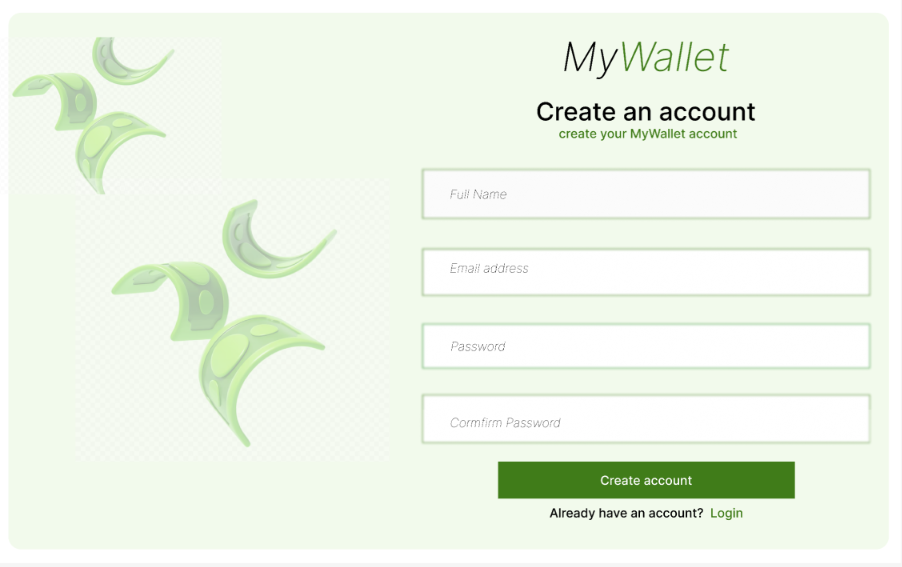 MyWallet
Create an account
create your MyWallet account
Full Name
Email address
Password
Cormfirm Password
Create account
Already have an account? Login